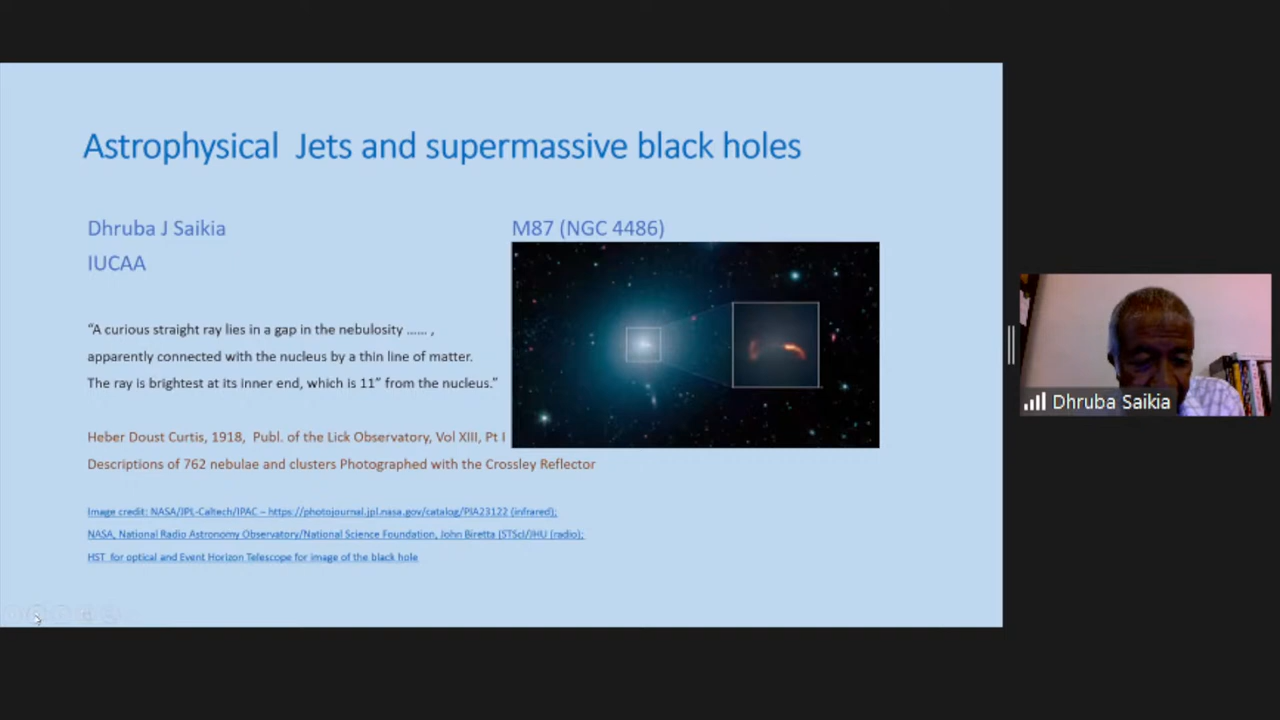 Astrophysical Jets and supermassive black holes
Dhruba J Saikia
IUCAA
M87 (NGC 4486)
“A curious straight ray lies in a gap in the nebulosity …… ,
apparently connected with the nucleus by a thin line of matter.
The ray is brightest at its inner end, which is 11” from the nucleus.”
Heber Doust Curtis, 1918, Publ. of the Lick Observatory, Vol XIII, Pt I
Descriptions of 762 nebulae and clusters Photographed with the Crossley Reflector
Image credit: NASA/JPL-Caltech/IPAC – https://photojournal.jpl.nasa.gov/catalog/PIA23122 (infrared);
NASA, National Radio Astronomy Observatory/National Science Foundation, John Biretta (STScI/JHU (radio);
HST for optical and Event Horizon Telescope for image of the black hole
Dhruba Saikia